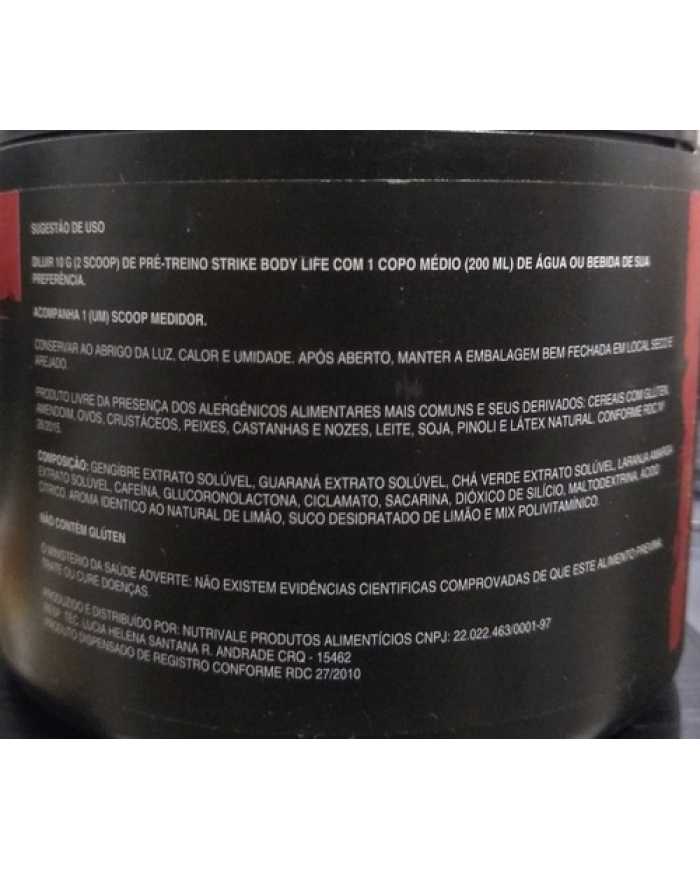 SUGESTÃO DE USO
DILUIR 10 G (2 SCOOP) DE PRÉ-TREINO STRIKE BODY LIFE COM 1 COPO MÉDIO (200 ML) DE ÁGUA OU BEBIDA DE SUA
PREFERÊNCIA.
ACOMPANHA 1 (UM) SCOOP MEDIDOR.
CONSERVAR AO ABRIGO DA LUZ, CALOR E UMIDADE. APÓS ABERTO, MANTER A EMBALAGEM BEM FECHADA EM LOCAL SECO E
AREJADO.
PRODUTO LIVRE DA PRESENÇA DOS ALERGÊNICOS ALIMENTARES MAIS COMUNS E SEUS DERIVADOS: CEREAIS COM GLÚTEN,
AMENDOIM, OVOS, CRUSTÁCEOS, PEIXES, CASTANHAS E NOZES, LEITE, SOJA, PINOLI E LÁTEX NATURAL. CONFORME RDC Nº
26/2015.
COMPOSIÇÃO: GENGIBRE EXTRATO SOLÚVEL, GUARANÁ EXTRATO SOLÚVEL, CHÁ VERDE EXTRATO SOLÚVEL, LARANJA AMARGA
EXTRATO SOLÚVEL, CAFEÍNA, GLUCORONOLACTONA, CICLAMATO, SACARINA, DIÓXICO DE SILÍCIO, MALTODEXTRINA, ACIDO
CÍTRICO, AROMA IDENTICO AO NATURAL DE LIMÃO, SUCO DESIDRATADO DE LIMÃO E MIX POLIVITAMÍNICO.
NÃO CONTÉM GLÚTEN
O MINISTÉRIO DA SAÚDE ADVERTE: NÃO EXISTEM EVIDÊNCIAS CIENTIFICAS COMPROVADAS DE QUE ESTE ALIMENTO PREVINA,
TRATE OU CURE DOENÇAS.
PRODUZIDO E DISTRIBUÍDO POR: NUTRIVALE PRODUTOS ALIMENTÍCIOS CNPJ: 22.022.463/0001-97
RESP. TEC. LUCIA HELENA SANTANA R. ANDRADE CRQ - 15462
PRODUTO DISPENSADO DE REGISTRO CONFORME RDC 27/2010